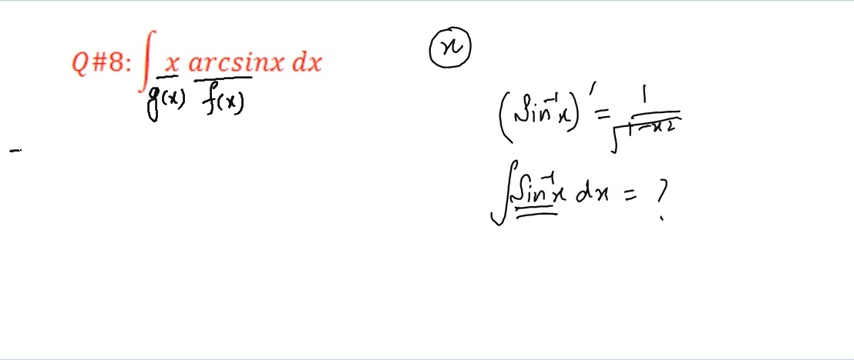 Q#8: ∫ x arcsinx dx
g(x) f(x)
x
(Sin⁻¹x)′ = 1/√1-x2
∫Sin⁻¹x dx = ?